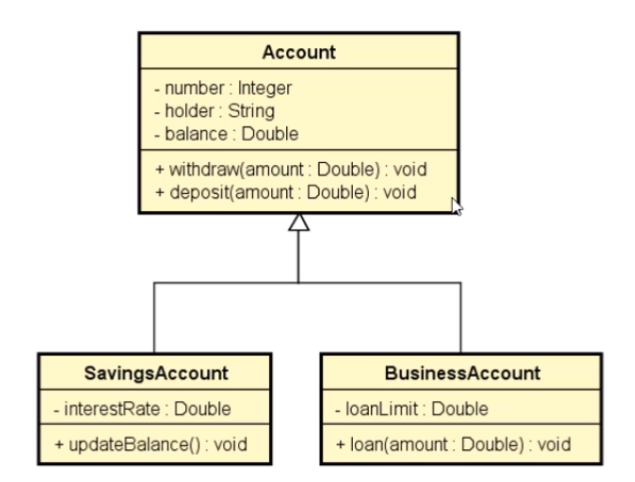 Account
- number : Integer
- holder : String
- balance : Double
+ withdraw(amount : Double) : void
+ deposit(amount : Double) : void
SavingsAccount
- interestRate : Double
+ updateBalance() : void
BusinessAccount
- loanLimit : Double
+ loan(amount : Double) : void